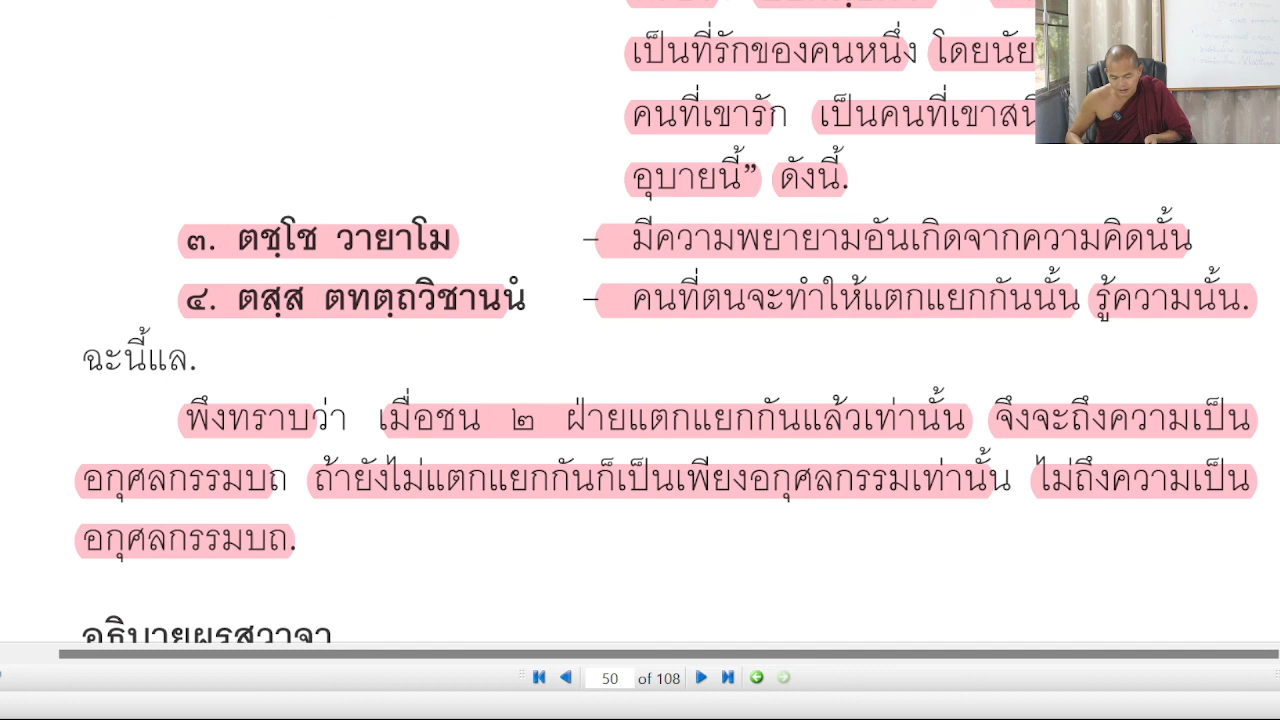 เป็นที่รักของคนหนึ่ง โดยนัย
คนที่เขารัก เป็นคนที่เขาสนิ
อุบายนี้” ดังนี้.
๓. ตชฺโช วายาโม – มีความพยายามอันเกิดจากความคิดนั้น
๔. ตสฺส ตทตฺถวิชานนํ – คนที่ตนจะทำให้แตกแยกกันนั้น รู้ความนั้น.
ฉะนี้แล.
พึงทราบว่า เมื่อชน ๒ ฝ่ายแตกแยกกันแล้วเท่านั้น จึงจะถึงความเป็น
อกุศลกรรมบถ ถ้ายังไม่แตกแยกกันก็เป็นเพียงอกุศลกรรมเท่านั้น ไม่ถึงความเป็น
อกุศลกรรมบถ.
อธิบายผรุสวาจา
50 of 108